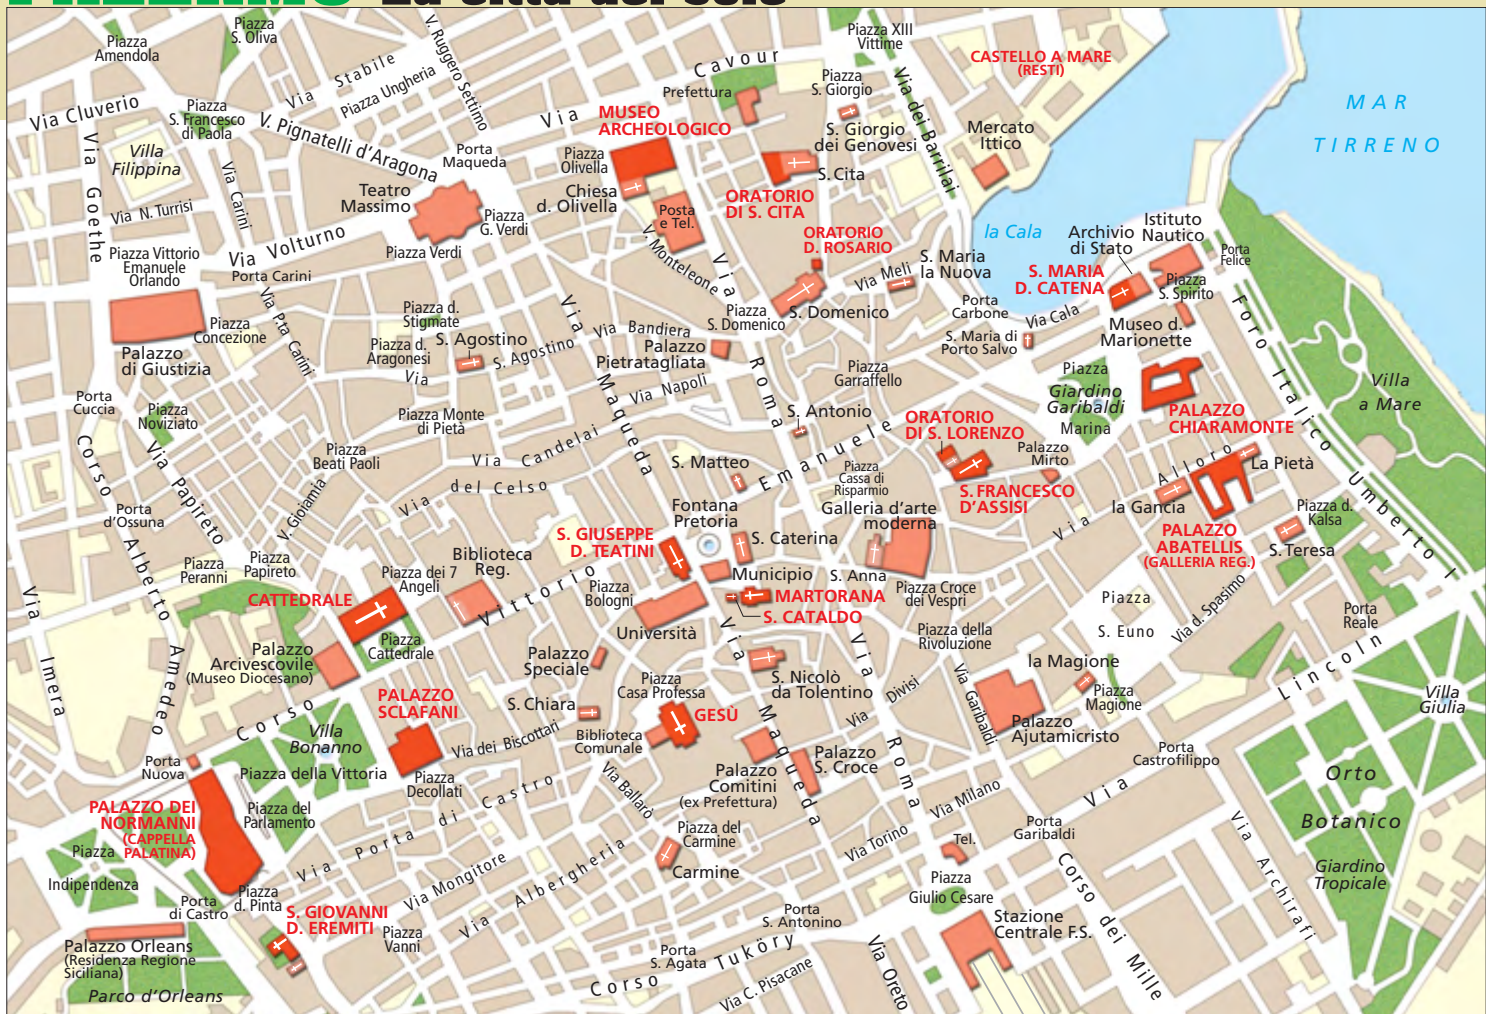 PALERMO La città del sole
Piazza
Amendola
Piazza
S. Oliva
V. Ruggero Settimo
Via Stabile
Piazza Ungheria
Via Cavour
Prefettura
Piazza XIII
Vittime
Piazza
S. Giorgio
Via dei Barrilai
CASTELLO A MARE
(RESTI)
MAR
TIRRENO
Via Cluverio
Piazza
S. Francesco
di Paola
V. Pignatelli d'Aragona
Porta
Maqueda
MUSEO
ARCHEOLOGICO
S. Giorgio
dei Genovesi
Mercato
Ittico
Via Goethe
Villa
Filippina
Via Carini
Piazza
Olivella
S. Cita
Teatro
Massimo
Chiesa
d. Olivella
ORATORIO
DI S. CITA
Via N. Turrisi
Piazza
G. Verdi
Posta
e Tel.
Istituto
Nautico
Via Volturno
Piazza Verdi
V. Monteleone
ORATORIO
D. ROSARIO
la Cala
Archivio
di Stato
Porta
Felice
Piazza Vittorio
Emanuele
Orlando
Porta Carini
Via Meli
S. Maria
la Nuova
S. MARIA
D. CATENA
Piazza
S. Spirito
Via P.ta Carini
Piazza
S. Domenico
S. Domenico
Porta
Carbone
Via Cala
Piazza
Concezione
Piazza d.
Stigmate
Via Bandiera
S. Maria di
Porto Salvo
Museo d.
Marionette
Foro Italico Umberto I
Palazzo
di Giustizia
Piazza d.
Aragonesi
S. Agostino
Via S. Agostino
Palazzo
Pietratagliata
Via Roma
Via Maqueda
Via Napoli
Piazza
Garraffello
Piazza
Giardino
Garibaldi
Marina
Villa
a Mare
Porta
Cuccia
Piazza
Noviziato
Piazza Monte
di Pietà
S. Antonio
ORATORIO
DI S. LORENZO
PALAZZO
CHIARAMONTE
Corso Alberto Amedeo
Via Papireto
Piazza
Beati Paoli
Via Candelai
S. Matteo
Emanuele
Piazza
Cassa di
Risparmio
Palazzo
Mirto
Via Alloro
La Pietà
V. Gioiamia
Via del Celso
Fontana
Pretoria
Galleria d'arte
moderna
S. FRANCESCO
D'ASSISI
la Gancia
Piazza d.
Kalsa
Porta
d'Ossuna
S. GIUSEPPE
D. TEATINI
S. Caterina
PALAZZO
ABATELLIS
(GALLERIA REG.)
S. Teresa
Piazza
Peranni
Piazza
Papireto
Piazza dei 7
Angeli
Biblioteca
Reg.
Municipio
S. Anna
Piazza Croce
dei Vespri
Via Imera
CATTEDRALE
Vittorio
Piazza
Bologni
MARTORANA
S. CATALDO
Piazza
S. Euno
Via d. Spasimo
Porta
Reale
Via Lincoln
Palazzo
Arcivescovile
(Museo Diocesano)
Piazza
Cattedrale
Università
Piazza della
Rivoluzione
Palazzo
Speciale
Via Maqueda
Via Roma
la Magione
PALAZZO
SCLAFANI
Piazza
Casa Professa
S. Nicolò
da Tolentino
Via Divisi
Via Garibaldi
Piazza
Magione
Villa
Giulia
Corso
Villa
Bonanno
S. Chiara
GESÙ
Palazzo
Ajutamicristo
Via dei Biscottari
Biblioteca
Comunale
Porta
Nuova
Piazza della Vittoria
Piazza
Decollati
Palazzo
Comitini
(ex Prefettura)
Palazzo
S. Croce
Porta
Castrofilippo
Orto
Botanico
PALAZZO DEI
NORMANNI
(CAPPELLA
PALATINA)
Piazza del
Parlamento
Via Porta di Castro
Via Ballarò
Via Milano
Piazza
Indipendenza
Piazza del
Carmine
Via Torino
Tel.
Porta
Garibaldi
Via Archirafi
Giardino
Tropicale
Via Mongitore
Via Albergheria
Carmine
Piazza
Giulio Cesare
Corso dei Mille
Porta
di Castro
Piazza
d. Pinta
S. GIOVANNI
D. EREMITI
Piazza
Vanni
Porta
S. Antonino
Stazione
Centrale F.S.
Palazzo Orleans
(Residenza Regione
Siciliana)
Porta
S. Agata
Corso Tuköry
Via Oreto
Parco d'Orleans
Via C. Pisacane